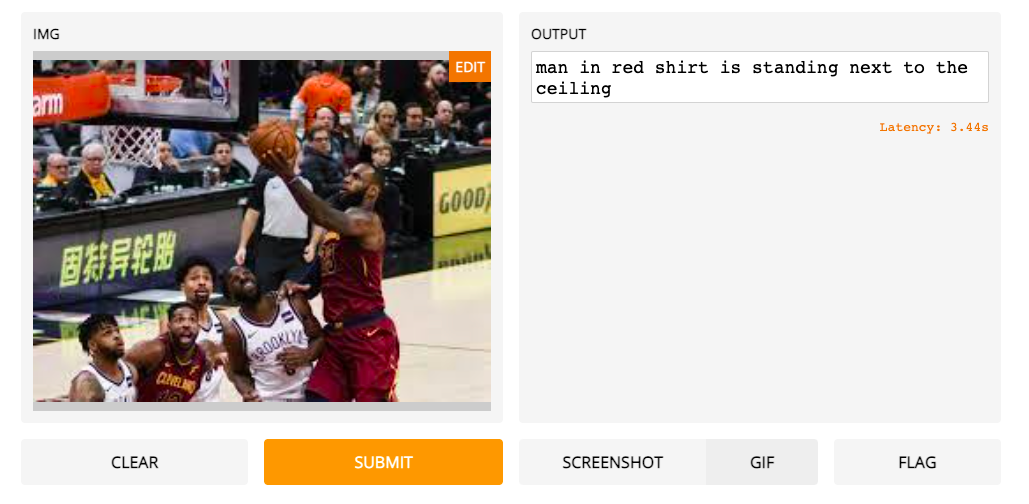 IMG
OUTPUT
EDIT
man in red shirt is standing next to the
ceiling
Latency: 3.44s
arm
GOOD
固特异轮胎
BROOKLYN
CLEVELAND
CLEAR
SUBMIT
SCREENSHOT
GIF
FLAG